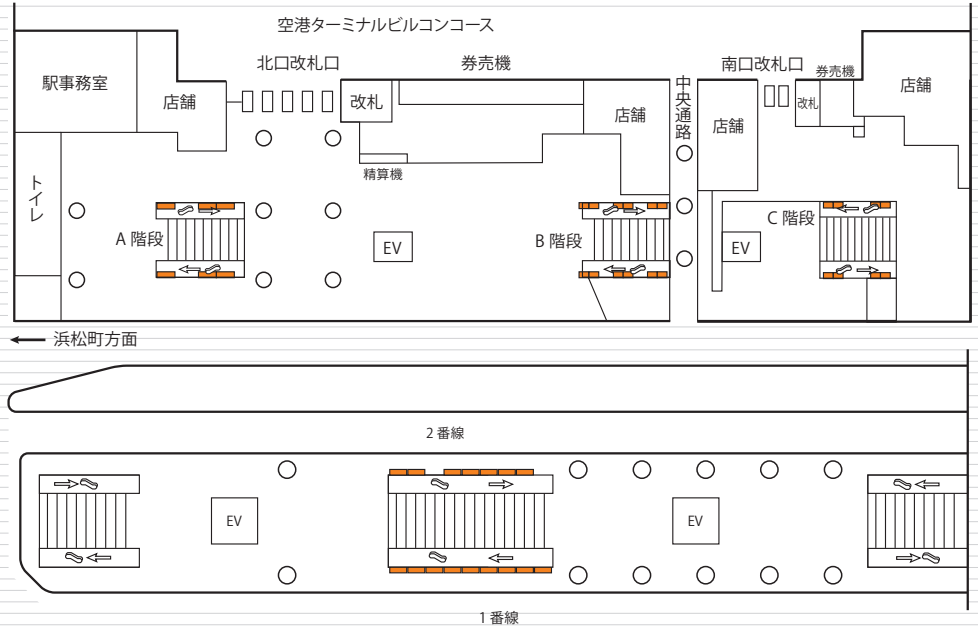 空港ターミナルビルコンコース
駅事務室
店舗
北口改札口
改札
券売機
店舗
中央通路
店舗
南口改札口
改札
券売機
店舗
精算機
トイレ
A 階段
EV
B 階段
EV
C 階段
浜松町方面
2 番線
EV
EV
1 番線